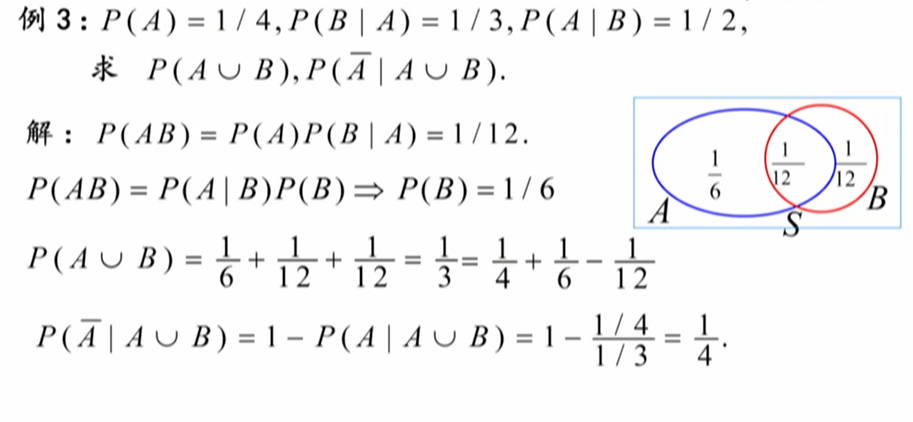 例 3 : P ( A ) = 1 / 4 , P ( B | A ) = 1 / 3 , P ( A | B ) = 1 / 2 ,
求 P ( A ∪ B ) , P ( A̅ | A ∪ B ) .
解 : P ( AB ) = P ( A ) P ( B | A ) = 1 / 12 .
P ( AB ) = P ( A | B ) P ( B ) ⇒ P ( B ) = 1 / 6
P ( A ∪ B ) = 1/6 + 1/12 + 1/12 = 1/3 = 1/4 + 1/6 − 1/12
P ( A̅ | A ∪ B ) = 1 − P ( A | A ∪ B ) = 1 − (1 / 4)/(1 / 3) = 1/4 .
1/6 1/12 1/12
A S B